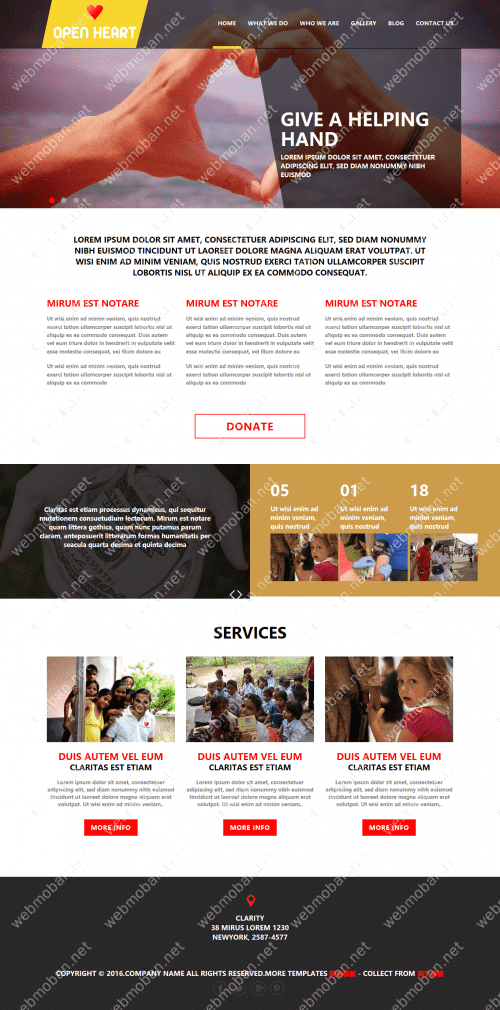 OPEN HEART
HOME WHAT WE DO WHO WE ARE GALLERY BLOG CONTACT US
GIVE A HELPING
HAND
LOREM IPSUM DOLOR SIT AMET, CONSECTETUER
ADIPISCING ELIT, SED DIAM NONUMMY NIBH
EUISMOD
LOREM IPSUM DOLOR SIT AMET, CONSECTETUER ADIPISCING ELIT, SED DIAM NONUMMY
NIBH EUISMOD TINCIDUNT UT LAOREET DOLORE MAGNA ALIQUAM ERAT VOLUTPAT. UT
WISI ENIM AD MINIM VENIAM, QUIS NOSTRUD EXERCI TATION ULLAMCORPER SUSCIPIT
LOBORTIS NISL UT ALIQUIP EX EA COMMODO CONSEQUAT.
MIRUM EST NOTARE
Ut wisi enim ad minim veniam, quis nostrud
exerci tation ullamcorper suscipit lobortis nisl ut
aliquip ex ea commodo consequat. Duis autem
vel eum iriure dolor in hendrerit in vulputate velit
esse molestie consequat, vel illum dolore eu
Ut wisi enim ad minim veniam, quis nostrud
exerci tation ullamcorper suscipit lobortis nisl ut
aliquip ex ea commodo
MIRUM EST NOTARE
Ut wisi enim ad minim veniam, quis nostrud
exerci tation ullamcorper suscipit lobortis nisl ut
aliquip ex ea commodo consequat. Duis autem
vel eum iriure dolor in hendrerit in vulputate velit
esse molestie consequat, vel illum dolore eu
Ut wisi enim ad minim veniam, quis nostrud
exerci tation ullamcorper suscipit lobortis nisl ut
aliquip ex ea commodo
MIRUM EST NOTARE
Ut wisi enim ad minim veniam, quis nostrud
exerci tation ullamcorper suscipit lobortis nisl ut
aliquip ex ea commodo consequat. Duis autem
vel eum iriure dolor in hendrerit in vulputate velit
esse molestie consequat, vel illum dolore eu
Ut wisi enim ad minim veniam, quis nostrud
exerci tation ullamcorper suscipit lobortis nisl ut
aliquip ex ea commodo
DONATE
Claritas est etiam processus dynamicus, qui sequitur
mutationem consuetudium lectorum. Mirum est notare
quam littera gothica, quam nunc putamus parum
claram, anteposuerit litterarum formas humanitatis per
seacula quarta decima et quinta decima
05
Ut wisi enim ad
minim veniam,
quis nostrud
01
Ut wisi enim ad
minim veniam,
quis nostrud
18
Ut wisi enim ad
minim veniam,
quis nostrud
SERVICES
DUIS AUTEM VEL EUM
CLARITAS EST ETIAM
Lorem ipsum dolor sit amet, consectetuer
adipiscing elit, sed diam nonummy nibh euismod
tincidunt ut laoreet dolore magna aliquam erat
volutpat. Ut wisi enim ad minim veniam,
MORE INFO
DUIS AUTEM VEL EUM
CLARITAS EST ETIAM
Lorem ipsum dolor sit amet, consectetuer
adipiscing elit, sed diam nonummy nibh euismod
tincidunt ut laoreet dolore magna aliquam erat
volutpat. Ut wisi enim ad minim veniam,
MORE INFO
DUIS AUTEM VEL EUM
CLARITAS EST ETIAM
Lorem ipsum dolor sit amet, consectetuer
adipiscing elit, sed diam nonummy nibh euismod
tincidunt ut laoreet dolore magna aliquam erat
volutpat. Ut wisi enim ad minim veniam,
MORE INFO
CLARITY
38 MIRUS LOREM 1230
NEWYORK, 2587-4577
COPYRIGHT © 2016.COMPANY NAME ALL RIGHTS RESERVED.MORE TEMPLATES - COLLECT FROM
webmoban.net